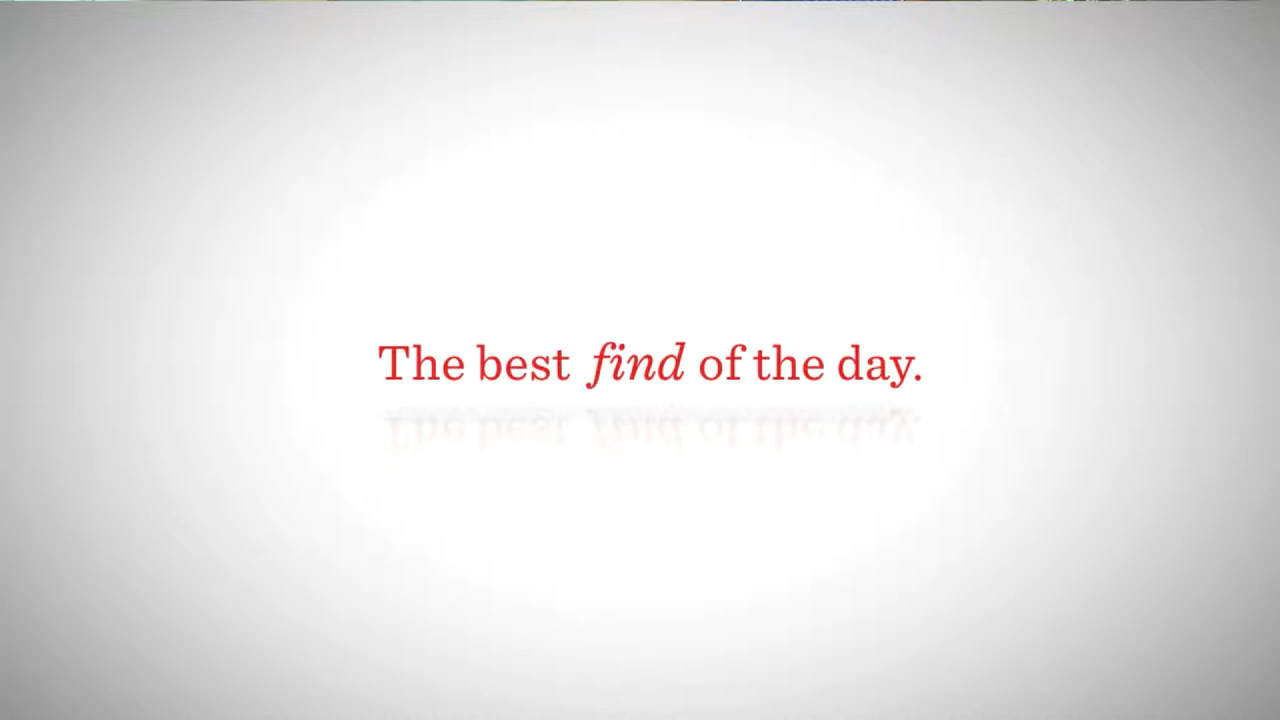 The best find of the day.